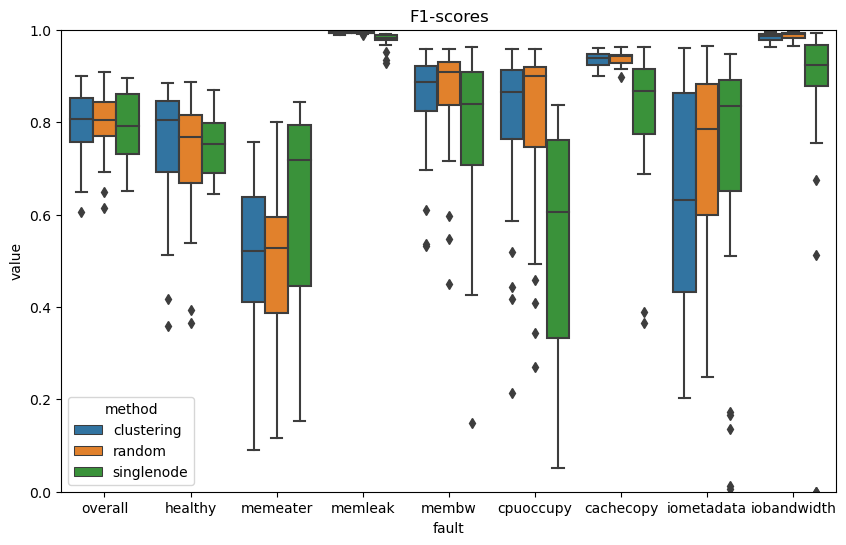 F1-scores
1.0
0.8
0.6
0.4
0.2
0.0
value
method
clustering
random
singlenode
overall healthy memeater memleak membw cpuoccupy cachecopy iometadata iobandwidth
fault